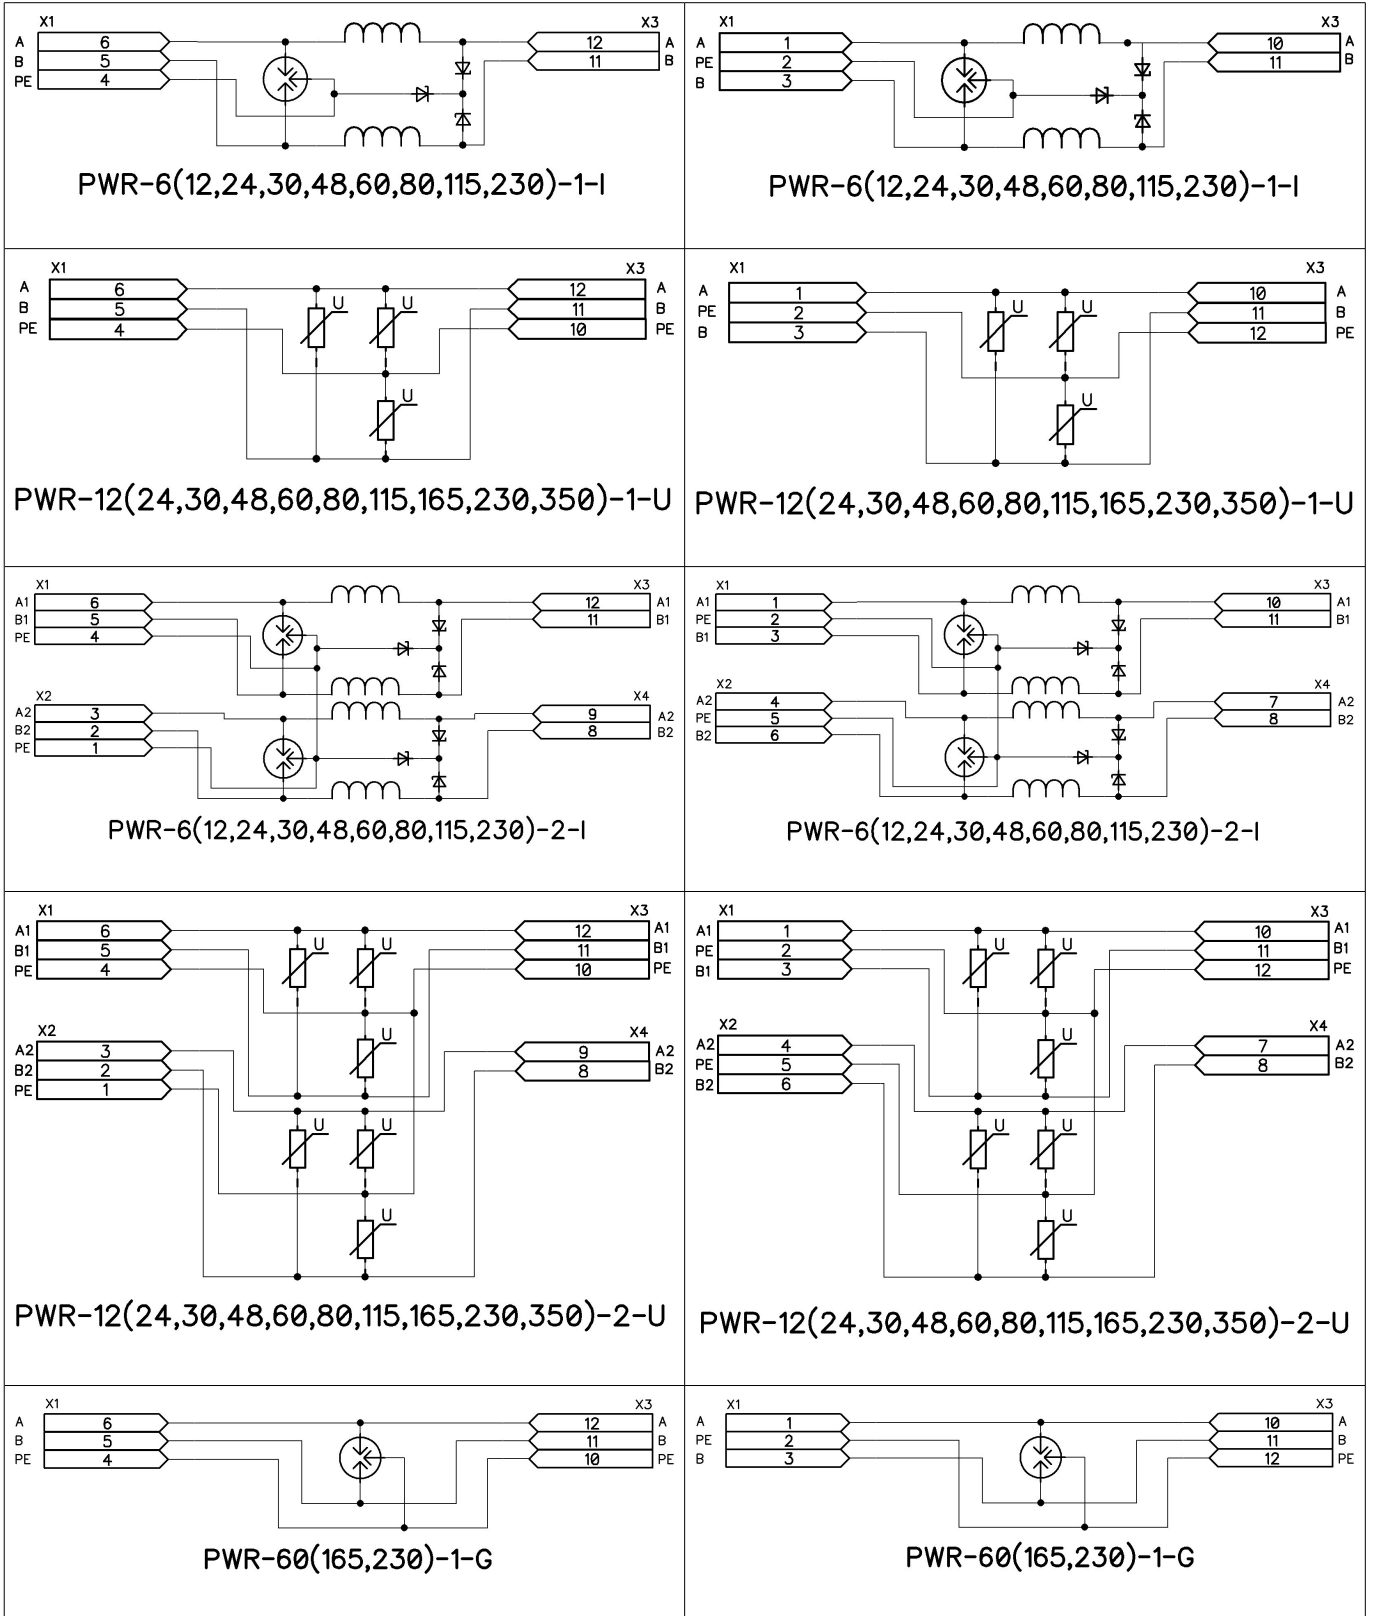 X1 X3
A 6 12 A
B 5 11 B
PE 4
PWR-6(12,24,30,48,60,80,115,230)-1-I
X1 X3
A 1 10 A
PE 2 11 B
B 3
PWR-6(12,24,30,48,60,80,115,230)-1-I
X1 X3
A 6 12 A
B 5 U U 11 B
PE 4 10 PE
U
PWR-12(24,30,48,60,80,115,165,230,350)-1-U
X1 X3
A 1 10 A
PE 2 U U 11 B
B 3 12 PE
U
PWR-12(24,30,48,60,80,115,165,230,350)-1-U
X1 X3
A1 6 12 A1
B1 5 11 B1
PE 4
X2 X4
A2 3 9 A2
B2 2 8 B2
PE 1
PWR-6(12,24,30,48,60,80,115,230)-2-I
X1 X3
A1 1 10 A1
PE 2 11 B1
B1 3
X2 X4
A2 4 7 A2
PE 5 8 B2
B2 6
PWR-6(12,24,30,48,60,80,115,230)-2-I
X1 X3
A1 6 12 A1
B1 5 U U 11 B1
PE 4 10 PE
X2 U X4
A2 3 9 A2
B2 2 8 B2
PE 1
U U
U
PWR-12(24,30,48,60,80,115,165,230,350)-2-U
X1 X3
A1 1 10 A1
PE 2 U U 11 B1
B1 3 12 PE
X2 U X4
A2 4 7 A2
PE 5 8 B2
B2 6
U U
U
PWR-12(24,30,48,60,80,115,165,230,350)-2-U
X1 X3
A 6 12 A
B 5 11 B
PE 4 10 PE
PWR-60(165,230)-1-G
X1 X3
A 1 10 A
PE 2 11 B
B 3 12 PE
PWR-60(165,230)-1-G